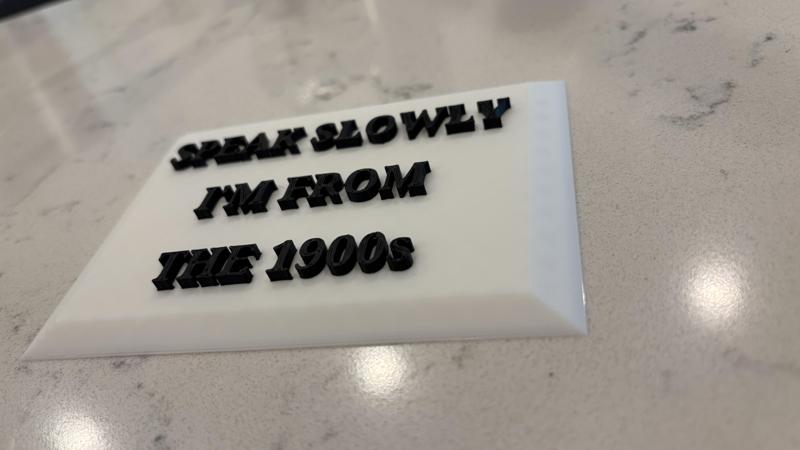 SPEAK SLOWLY
I'M FROM
THE 1900s